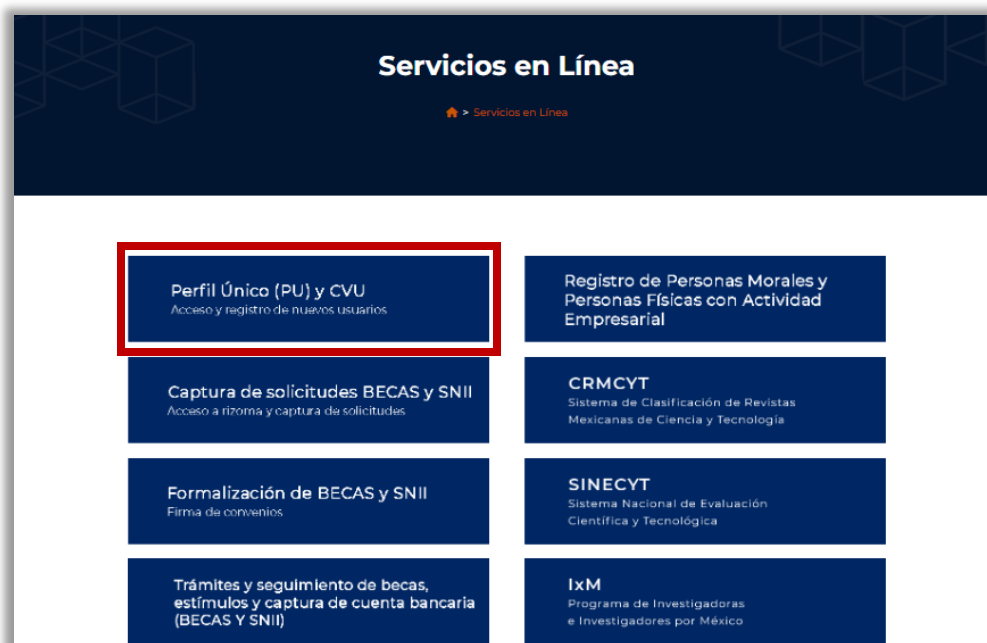 Servicios en Línea
> Servicios en Línea
Perfil Único (PU) y CVU
Acceso y registro de nuevos usuarios
Registro de Personas Morales y
Personas Físicas con Actividad
Empresarial
Captura de solicitudes BECAS y SNII
Acceso a rizoma y captura de solicitudes
CRMCYT
Sistema de Clasificación de Revistas
Mexicanas de Ciencia y Tecnología
Formalización de BECAS y SNII
Firma de convenios
SINECYT
Sistema Nacional de Evaluación
Científica y Tecnológica
Trámites y seguimiento de becas,
estímulos y captura de cuenta bancaria
(BECAS Y SNII)
IxM
Programa de Investigadoras
e Investigadores por México